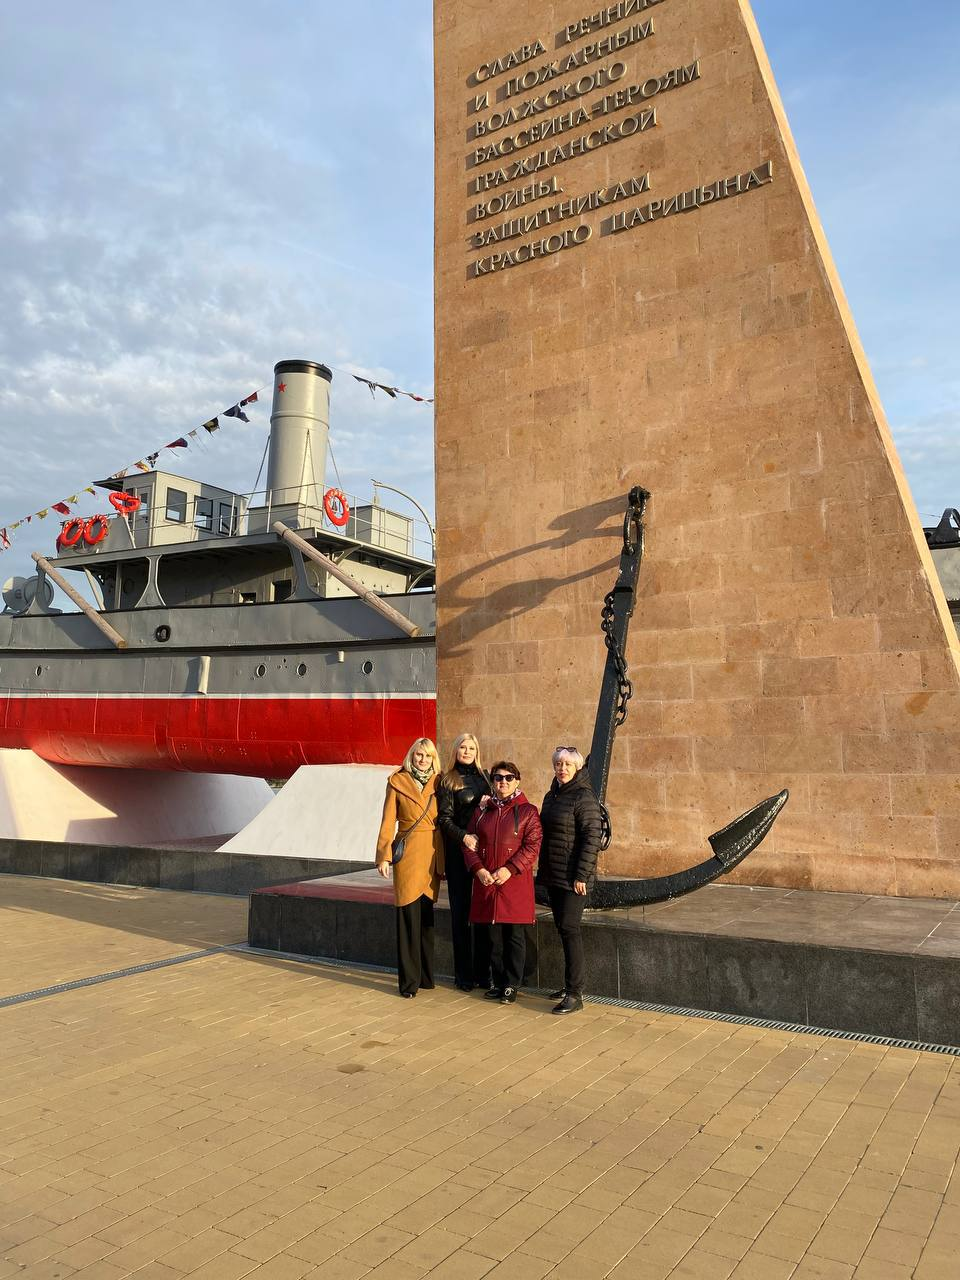 СЛАВА РЕЧНИК
И ПОЖАРНЫМ
ВОЛЖСКОГО
БАССЕЙНА-ГЕРОЯМ
ГРАЖДАНСКОЙ
ВОЙНЫ,
ЗАЩИТНИКАМ
КРАСНОГО ЦАРИЦЫНА!